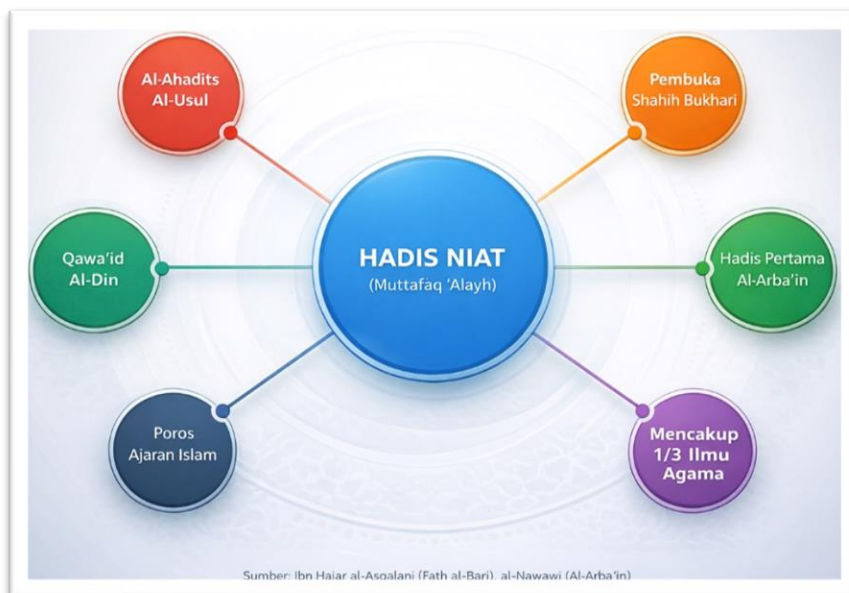 Al-Ahadits
Al-Usul
Pembuka
Shahih Bukhari
Qawa'id
Al-Din
HADIS NIAT
(Muttafaq 'Alayh)
Hadis Pertama
Al-Arba'in
Poros
Ajaran Islam
Mencakup
1/3 Ilmu
Agama
Sumber: Ibn Hajar al-Asqalani (Fath al-Bari), al-Nawawi (Al-Arba'in)